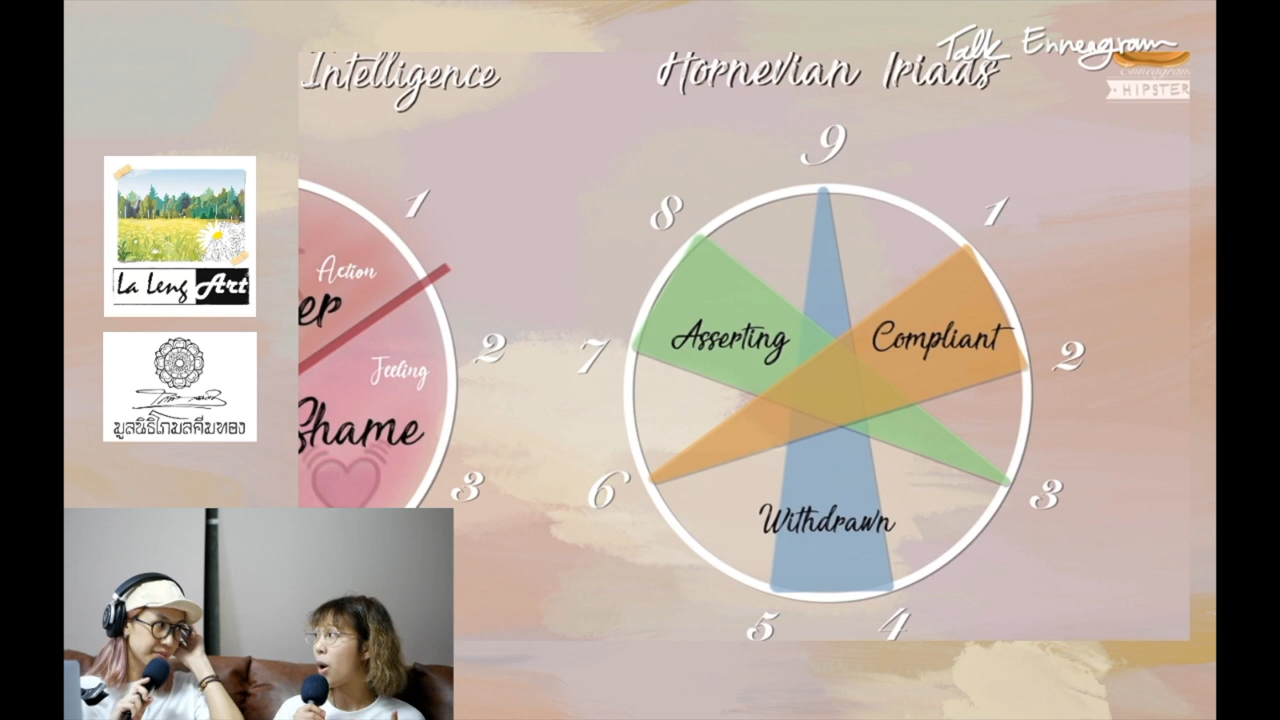 Talk Enneagram
Intelligence
Hornevian Triads
Enneagram
HIPSTER
La Leng Art
มูลนิธิโกมลคีมทอง
1
Action
er
2
Feeling
Shame
3
9
8
1
Asserting
Compliant
7
2
6
3
Withdrawn
5
4